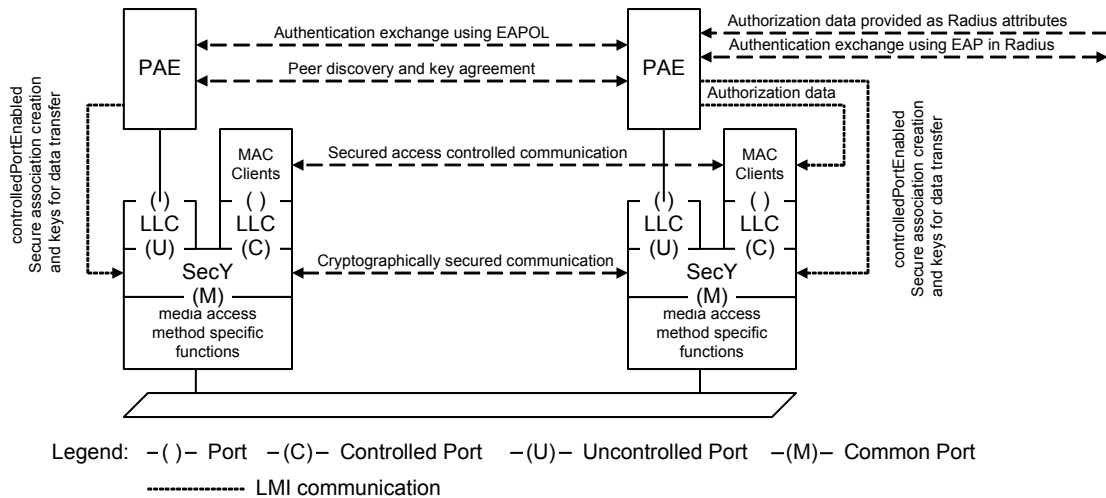 Authentication exchange using EAPOL
Authorization data provided as Radius attributes
Authentication exchange using EAP in Radius
PAE
PAE
Peer discovery and key agreement
Authorization data
controlledPortEnabled
Secure association creation
and keys for data transfer
controlledPortEnabled
Secure association creation
and keys for data transfer
MAC
Clients
Secured access controlled communication
MAC
Clients
( )
( )
( )
( )
LLC
LLC
LLC
LLC
(U)
(C)
(U)
(C)
SecY
Cryptographically secured communication
SecY
(M)
(M)
media access
method specific
functions
media access
method specific
functions
Legend: –( )– Port –(C)– Controlled Port –(U)– Uncontrolled Port –(M)– Common Port
LMI communication